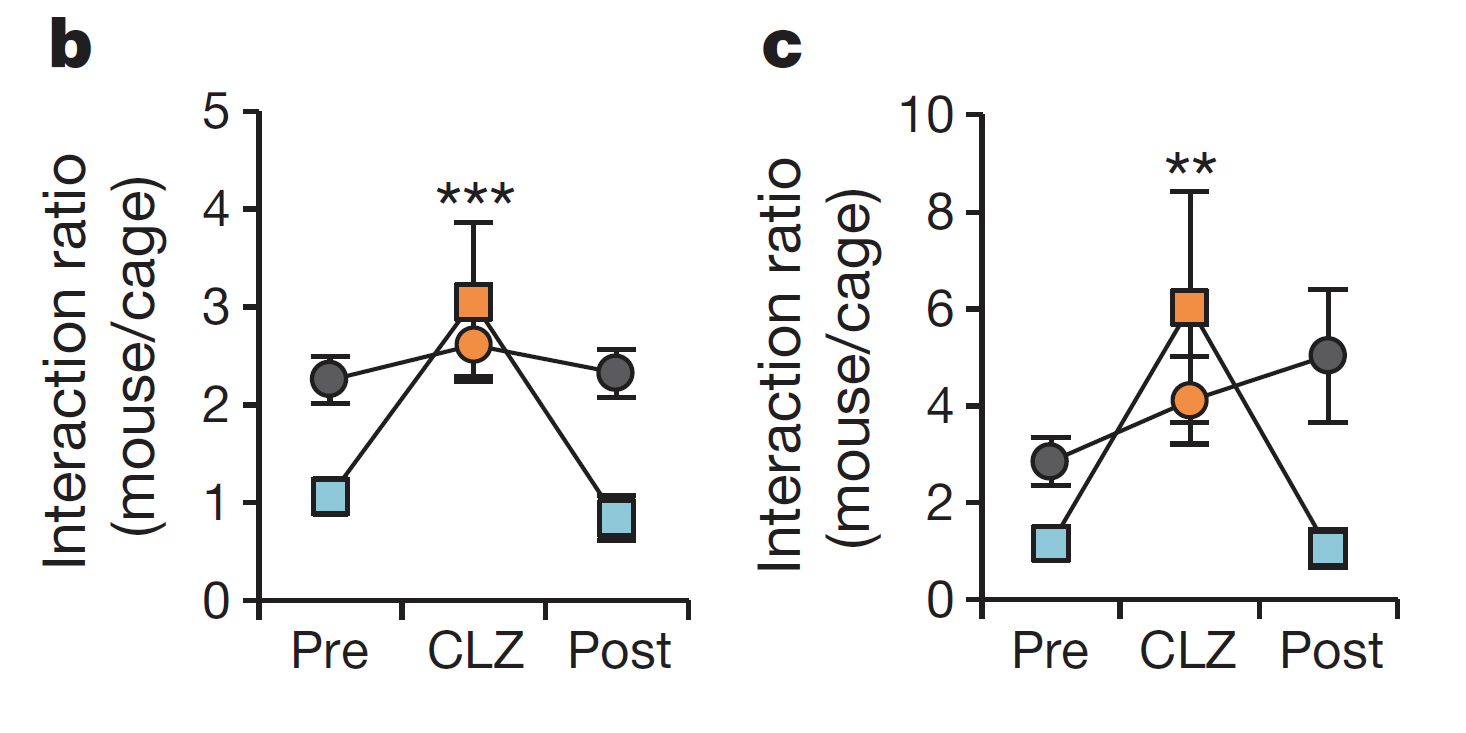 b
Interaction ratio
(mouse/cage)
5
4
3
2
1
0
***
Pre CLZ Post
c
Interaction ratio
(mouse/cage)
10
8
6
4
2
0
**
Pre CLZ Post